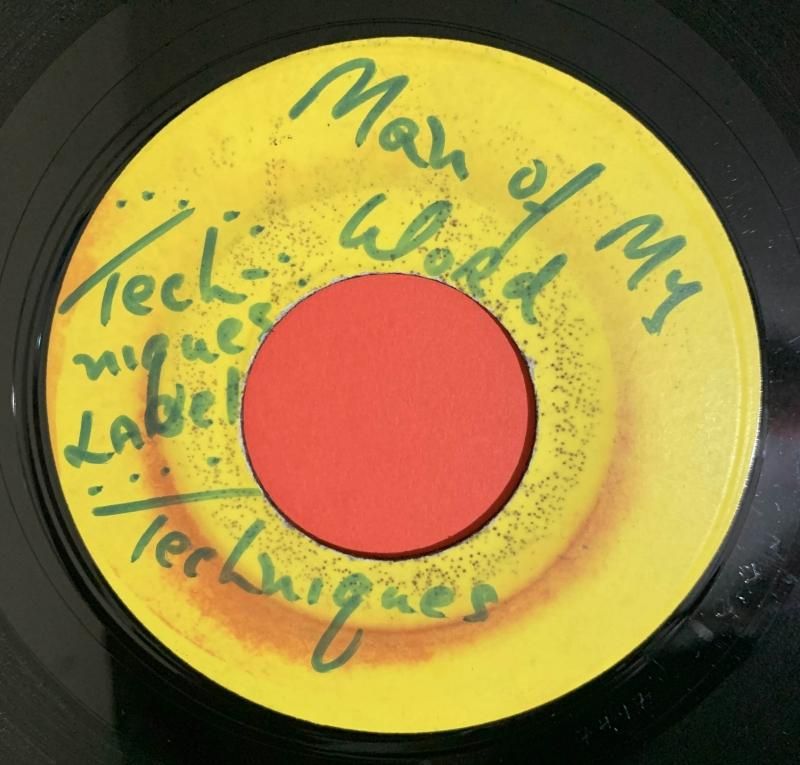 Man of My
Word
Tech-
niques
Label
Techniques